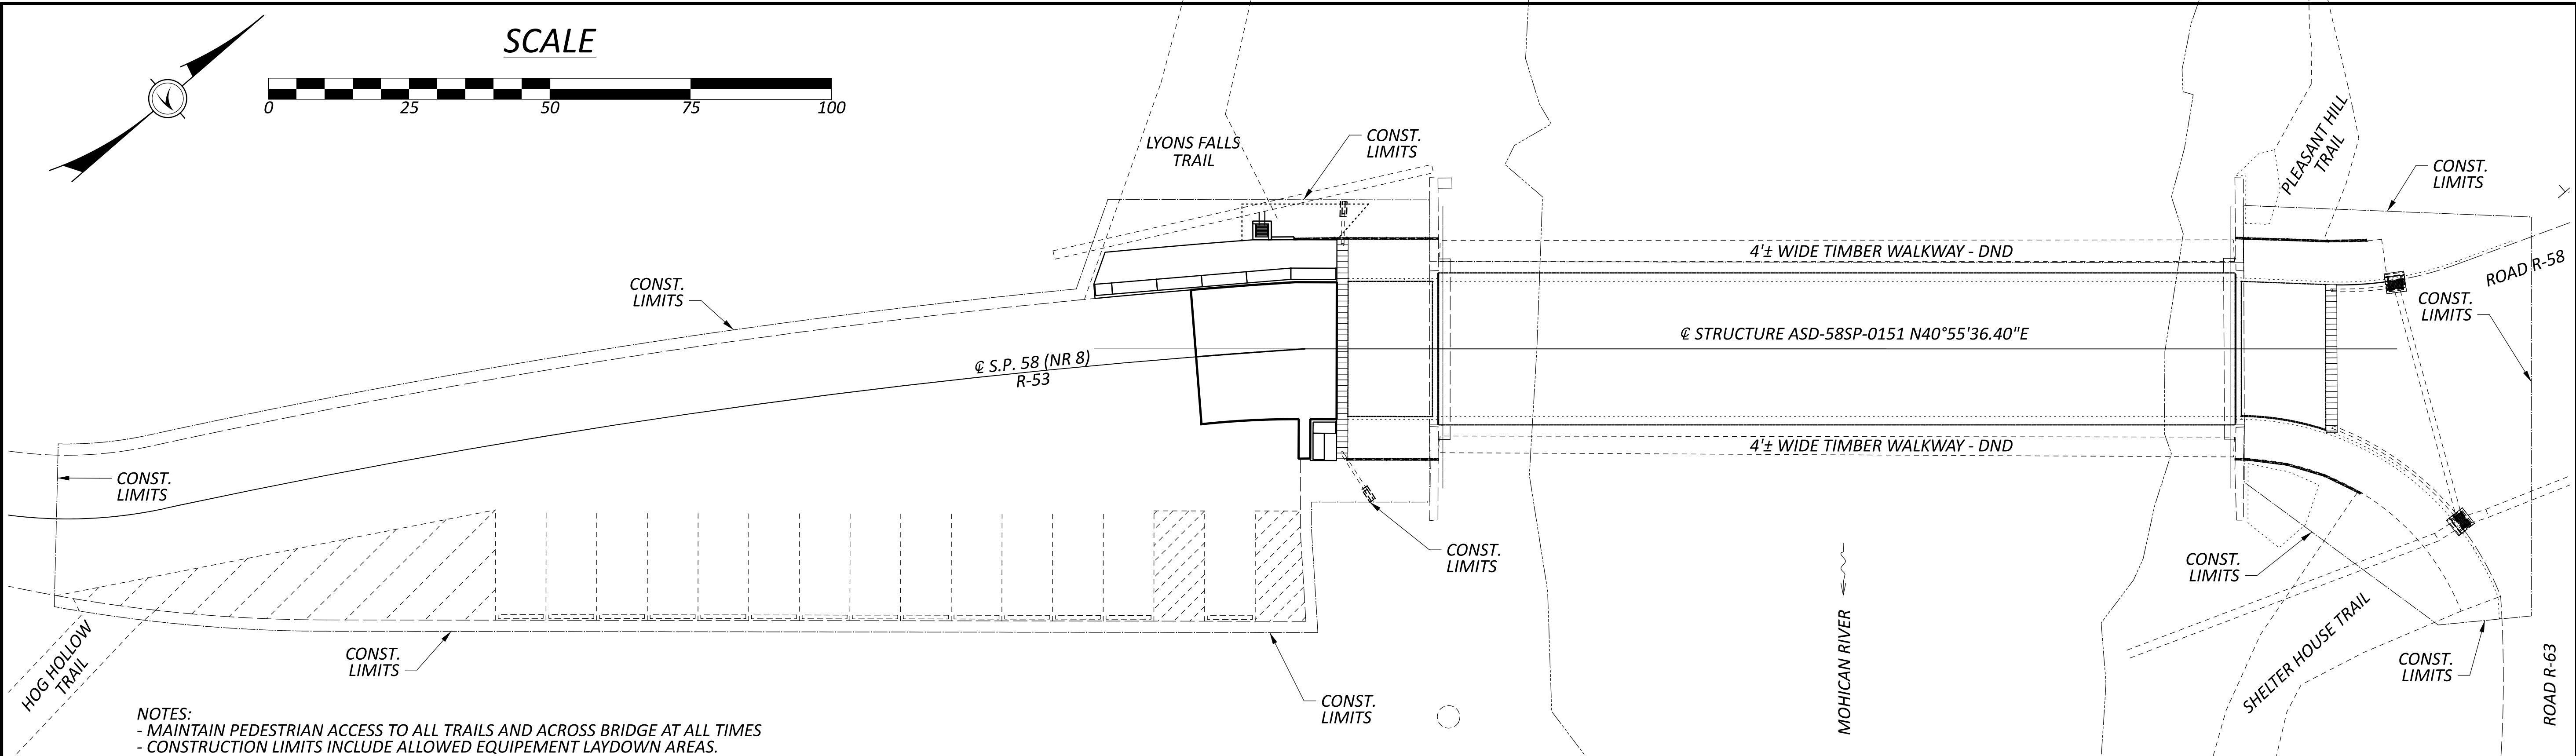 SCALE
0 25 50 75 100
LYONS FALLS
TRAIL
CONST.
LIMITS
PLEASANT HILL
TRAIL
CONST.
LIMITS
CONST.
LIMITS
4'± WIDE TIMBER WALKWAY - DND
ROAD R-58
CONST.
LIMITS
℄ STRUCTURE ASD-58SP-0151 N40°55'36.40"E
℄ S.P. 58 (NR 8)
R-53
4'± WIDE TIMBER WALKWAY - DND
CONST.
LIMITS
CONST.
LIMITS
CONST.
LIMITS
MOHICAN RIVER
SHELTER HOUSE TRAIL
CONST.
LIMITS
ROAD R-63
HOG HOLLOW
TRAIL
CONST.
LIMITS
CONST.
LIMITS
NOTES:
- MAINTAIN PEDESTRIAN ACCESS TO ALL TRAILS AND ACROSS BRIDGE AT ALL TIMES
- CONSTRUCTION LIMITS INCLUDE ALLOWED EQUIPEMENT LAYDOWN AREAS.